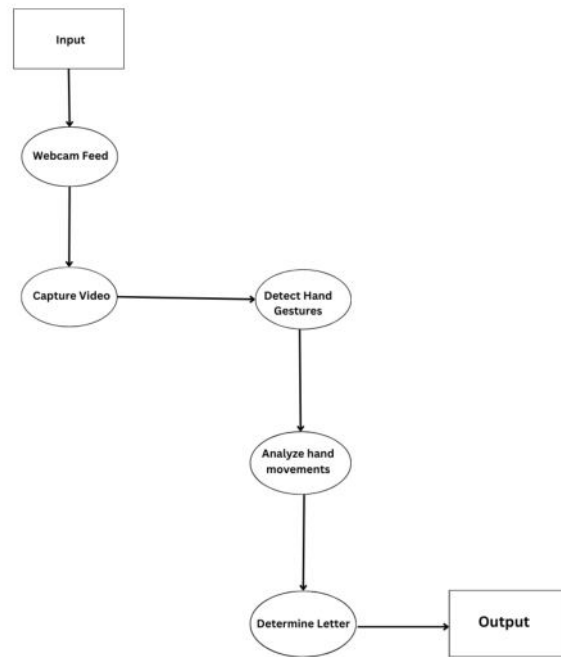 Input
Webcam Feed
Capture Video
Detect Hand
Gestures
Analyze hand
movements
Determine Letter
Output